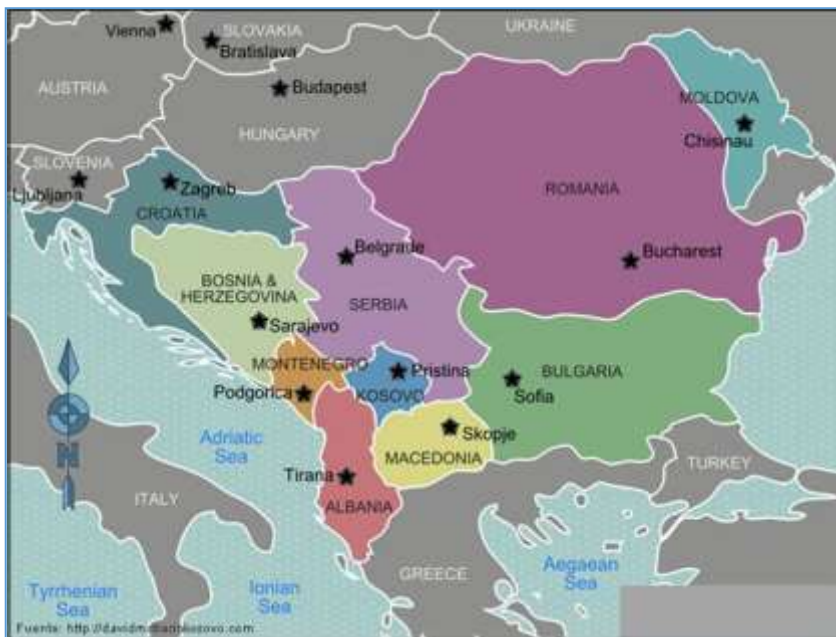 UKRAINE
Vienna
SLOVAKIA
Bratislava
AUSTRIA
Budapest
MOLDOVA
HUNGARY
Chisinau
SLOVENIA
Ljubljana
Zagreb
ROMANIA
CROATIA
Belgrade
Bucharest
BOSNIA &
HERZEGOVINA
SERBIA
Sarajevo
MONTENEGRO
Pristina
BULGARIA
Podgorica
KOSOVO
Sofia
Adriatic
Sea
Skopje
MACEDONIA
TURKEY
Tirana
ITALY
ALBANIA
Aegaean
Sea
GREECE
Tyrrhenian
Sea
Ionian
Sea
N
Fuente: